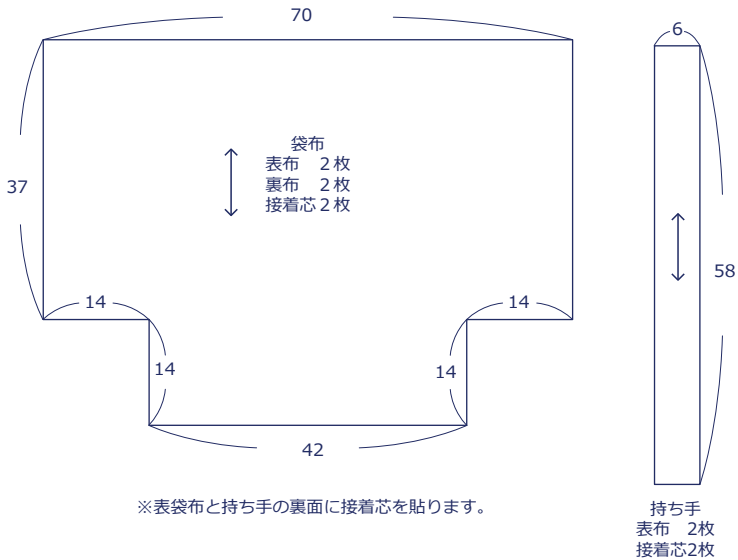 70
6
袋布
表布　２枚
裏布　２枚
接着芯２枚
37
58
14
14
14
14
42
※表袋布と持ち手の裏面に接着芯を貼ります。
持ち手
表布　2枚
接着芯2枚